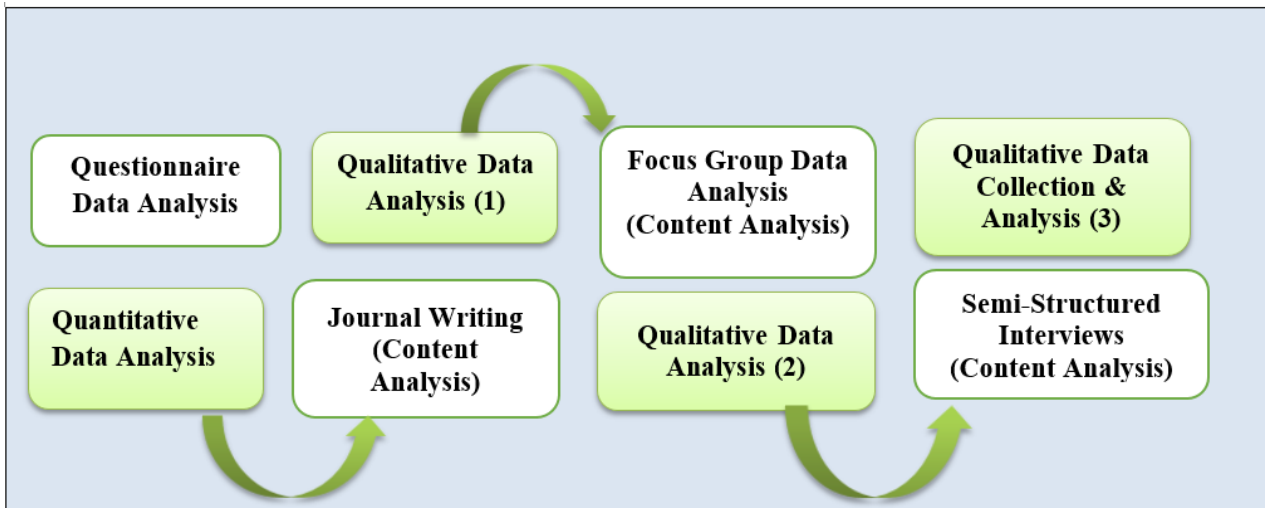 Questionnaire
Data Analysis
Quantitative
Data Analysis
Qualitative Data
Analysis (1)
Journal Writing
(Content
Analysis)
Focus Group Data
Analysis
(Content Analysis)
Qualitative Data
Analysis (2)
Qualitative Data
Collection &
Analysis (3)
Semi-Structured
Interviews
(Content Analysis)